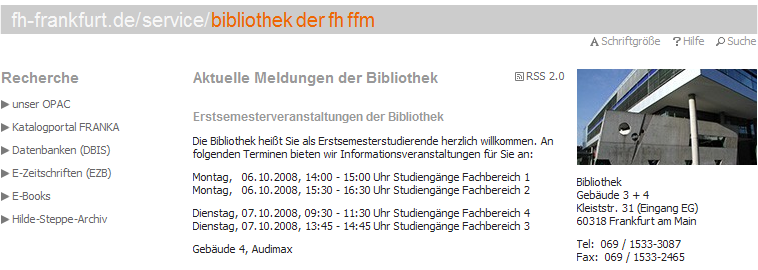 fh-frankfurt.de/service/bibliothek der fh ffm
Schriftgröße ? Hilfe Suche
Recherche
unser OPAC
Katalogportal FRANKA
Datenbanken (DBIS)
E-Zeitschriften (EZB)
E-Books
Hilde-Steppe-Archiv
Aktuelle Meldungen der Bibliothek
RSS 2.0
Erstsemesterveranstaltungen der Bibliothek
Die Bibliothek heißt Sie als Erstsemesterstudierende herzlich willkommen. An
folgenden Terminen bieten wir Informationsveranstaltungen für Sie an:
Montag, 06.10.2008, 14:00 - 15:00 Uhr Studiengänge Fachbereich 1
Montag, 06.10.2008, 15:30 - 16:30 Uhr Studiengänge Fachbereich 2
Dienstag, 07.10.2008, 09:30 - 11:30 Uhr Studiengänge Fachbereich 4
Dienstag, 07.10.2008, 13:45 - 14:45 Uhr Studiengänge Fachbereich 3
Gebäude 4, Audimax
Bibliothek
Gebäude 3 + 4
Kleiststr. 31 (Eingang EG)
60318 Frankfurt am Main
Tel: 069 / 1533-3087
Fax: 069 / 1533-2465